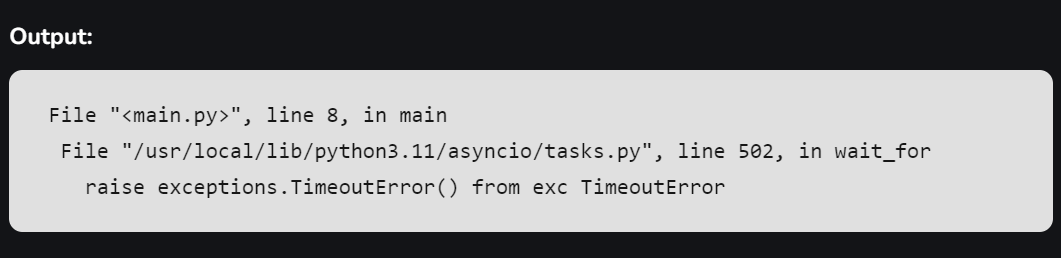 Output:
File "<main.py>", line 8, in main
File "/usr/local/lib/python3.11/asyncio/tasks.py", line 502, in wait_for
raise exceptions.TimeoutError() from exc TimeoutError